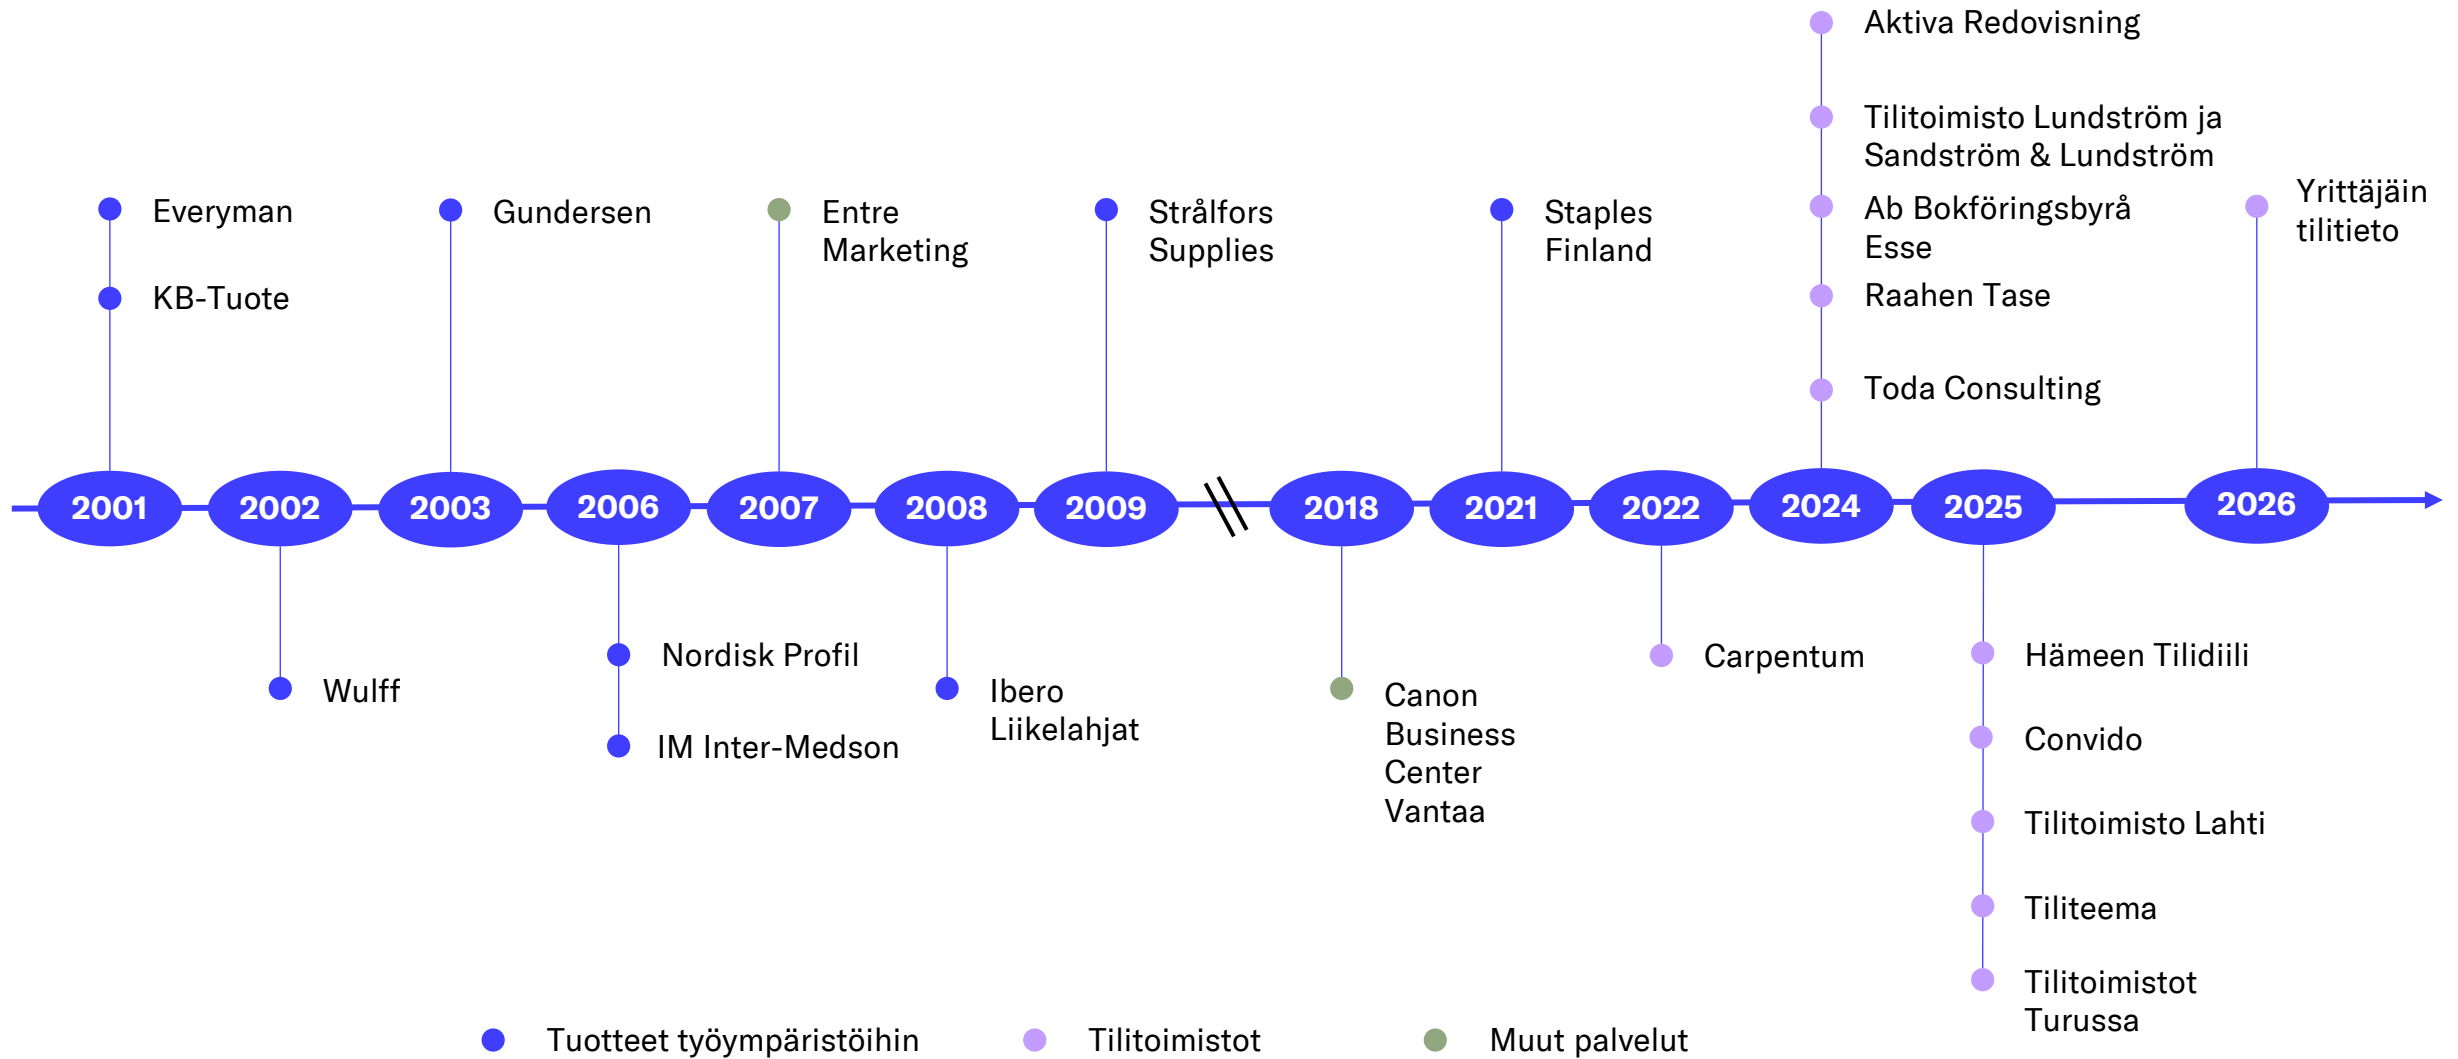 Aktiva Redovisning
Tilitoimisto Lundström ja
Sandström & Lundström
Ab Bokföringsbyrå
Esse
Raahen Tase
Toda Consulting
Everyman
KB-Tuote
Gundersen
Entre
Marketing
Strålfors
Supplies
Staples
Finland
Yrittäjäin
tilitieto
2001
2002
2003
2006
2007
2008
2009
2018
2021
2022
2024
2025
2026
Wulff
Nordisk Profil
IM Inter-Medson
Ibero
Liikelahjat
Canon
Business
Center
Vantaa
Carpentum
Hämeen Tilidiili
Convido
Tilitoimisto Lahti
Tiliteema
Tilitoimistot
Turussa
Tuotteet työympäristöihin
Tilitoimistot
Muut palvelut